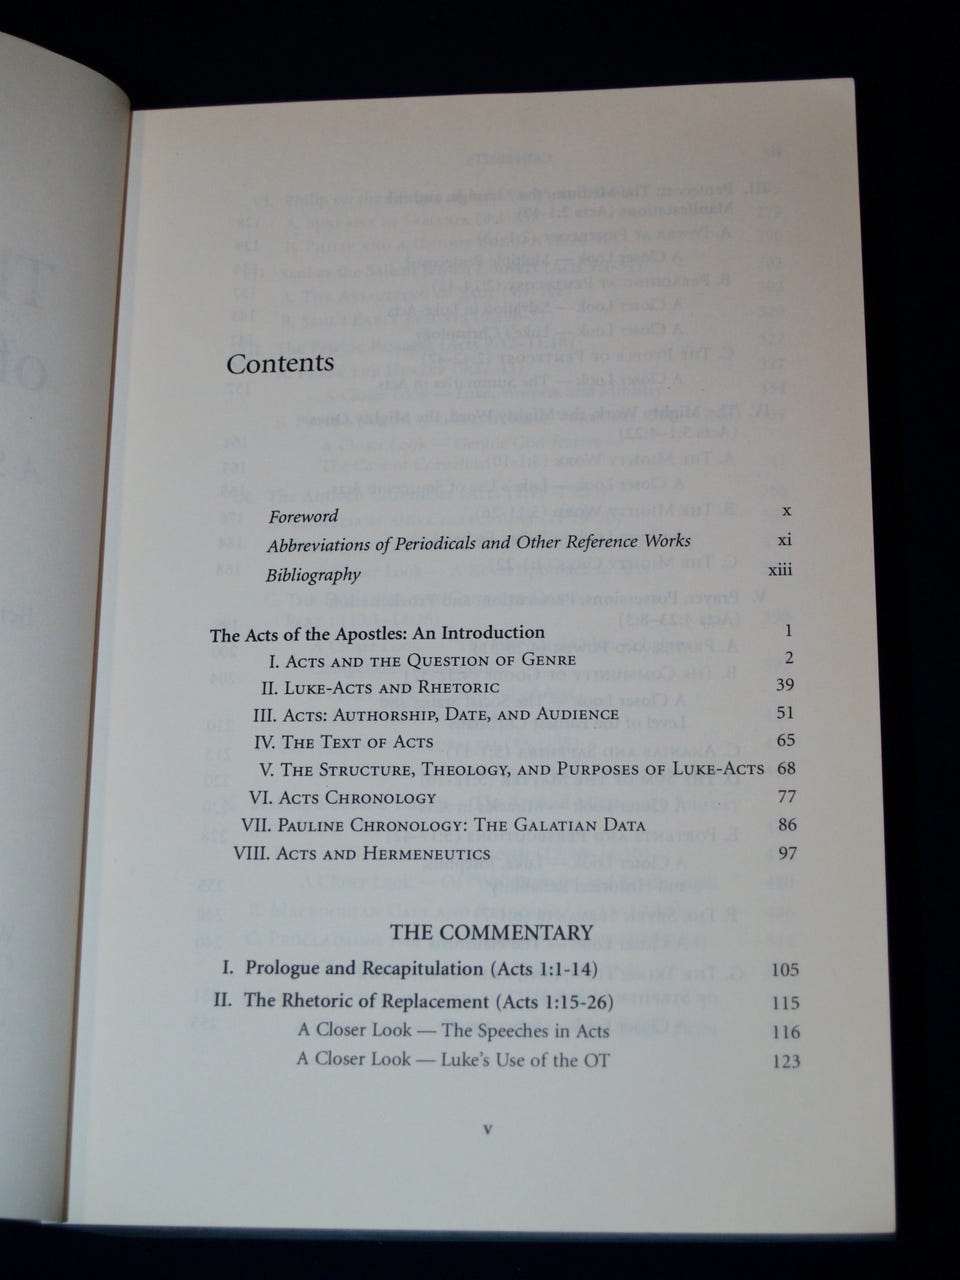 Contents
Foreword x
Abbreviations of Periodicals and Other Reference Works xi
Bibliography xiii
The Acts of the Apostles: An Introduction 1
I. Acts and the Question of Genre 2
II. Luke-Acts and Rhetoric 39
III. Acts: Authorship, Date, and Audience 51
IV. The Text of Acts 65
V. The Structure, Theology, and Purposes of Luke-Acts 68
VI. Acts Chronology 77
VII. Pauline Chronology: The Galatian Data 86
VIII. Acts and Hermeneutics 97
THE COMMENTARY
I. Prologue and Recapitulation (Acts 1:1-14) 105
II. The Rhetoric of Replacement (Acts 1:15-26) 115
A Closer Look — The Speeches in Acts 116
A Closer Look — Luke's Use of the OT 123
v